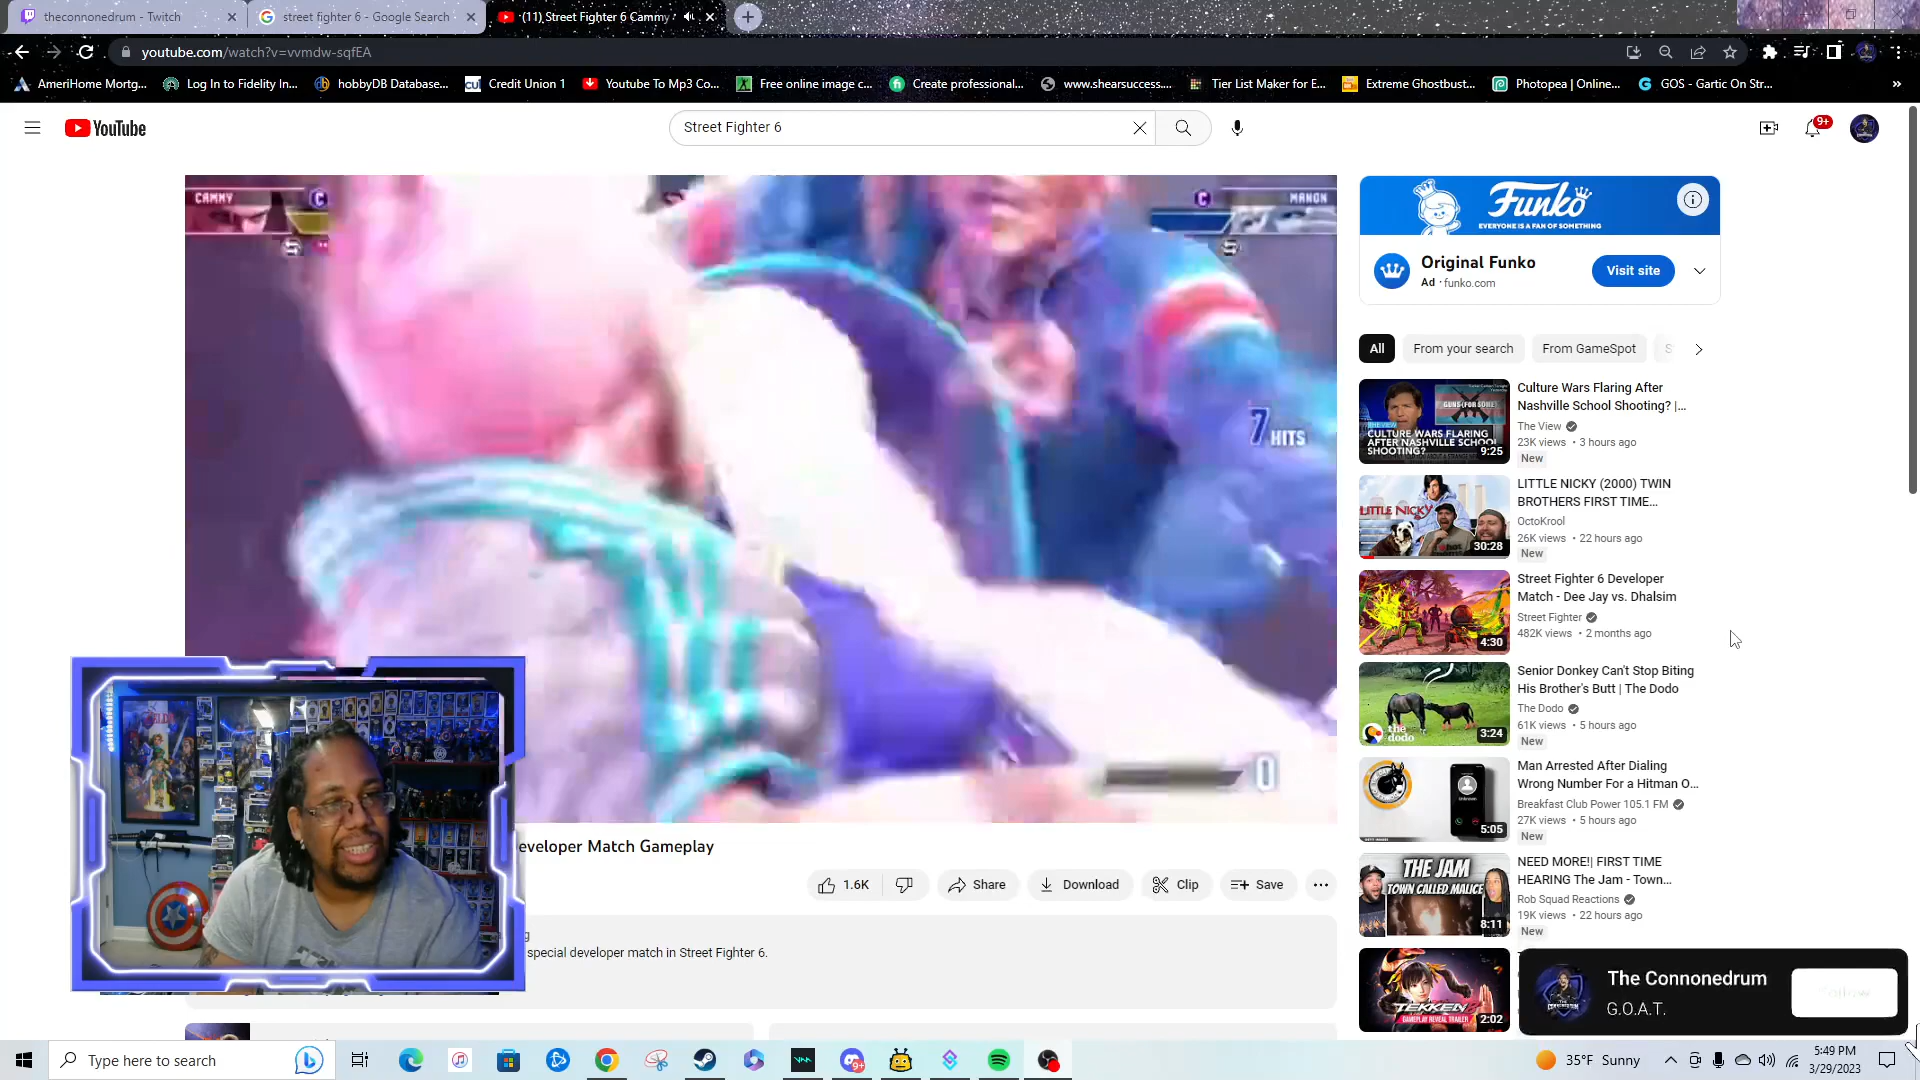 theconnonedrum - Twitch
street fighter 6 - Google Search
(11) Street Fighter 6 Cammy
youtube.com/watch?v=vvmdw-sqfEA
AmeriHome Mortg...
Log In to Fidelity In...
hobbyDB Database...
Credit Union 1
Youtube To Mp3 Co...
Free online image c...
Create professional...
www.shearsuccess....
Tier List Maker for E...
Extreme Ghostbust...
Photopea | Online...
GOS - Gartic On Str...
YouTube
Street Fighter 6
9+
CAMMY
MANON
7 HITS
0
Funko
EVERYONE IS A FAN OF SOMETHING
Original Funko
Ad · funko.com
Visit site
All
From your search
From GameSpot
CULTURE WARS FLARING
AFTER NASHVILLE SCHOOL
SHOOTING?
9:25
Culture Wars Flaring After
Nashville School Shooting? |...
The View
23K views • 3 hours ago
New
LITTLE NICKY
30:28
LITTLE NICKY (2000) TWIN
BROTHERS FIRST TIME...
OctoKrool
26K views • 22 hours ago
New
4:30
Street Fighter 6 Developer
Match - Dee Jay vs. Dhalsim
Street Fighter
482K views • 2 months ago
the dodo
3:24
Senior Donkey Can't Stop Biting
His Brother's Butt | The Dodo
The Dodo
61K views • 5 hours ago
New
5:05
Man Arrested After Dialing
Wrong Number For a Hitman O...
Breakfast Club Power 105.1 FM
27K views • 5 hours ago
New
THE JAM
TOWN CALLED MALICE
8:11
NEED MORE!| FIRST TIME
HEARING The Jam - Town...
Rob Squad Reactions
19K views • 22 hours ago
New
TEKKEN
GAMEPLAY REVEAL TRAILER
2:02
eveloper Match Gameplay
1.6K
Share
Download
Clip
Save
special developer match in Street Fighter 6.
The Connonedrum
G.O.A.T.
Type here to search
9+
35°F Sunny
5:49 PM
3/29/2023